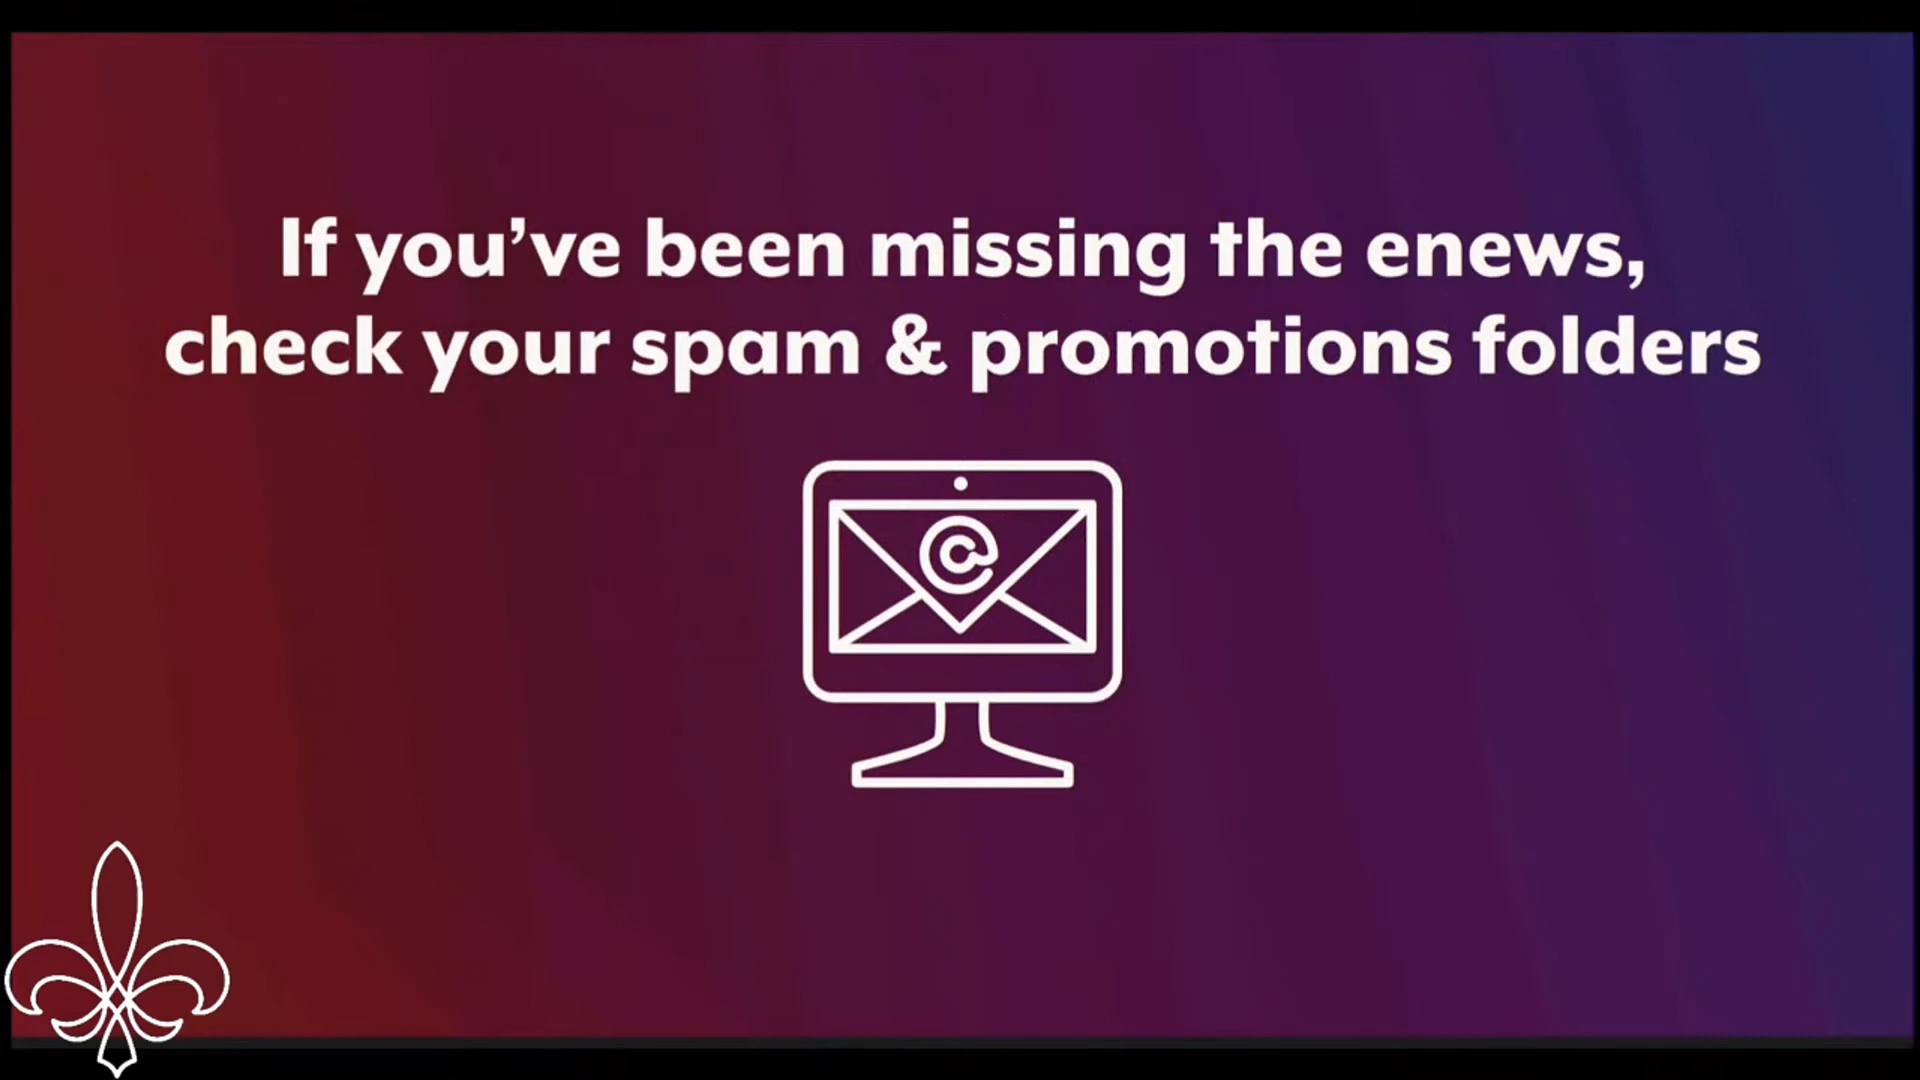 If you’ve been missing the enews,
check your spam & promotions folders
@